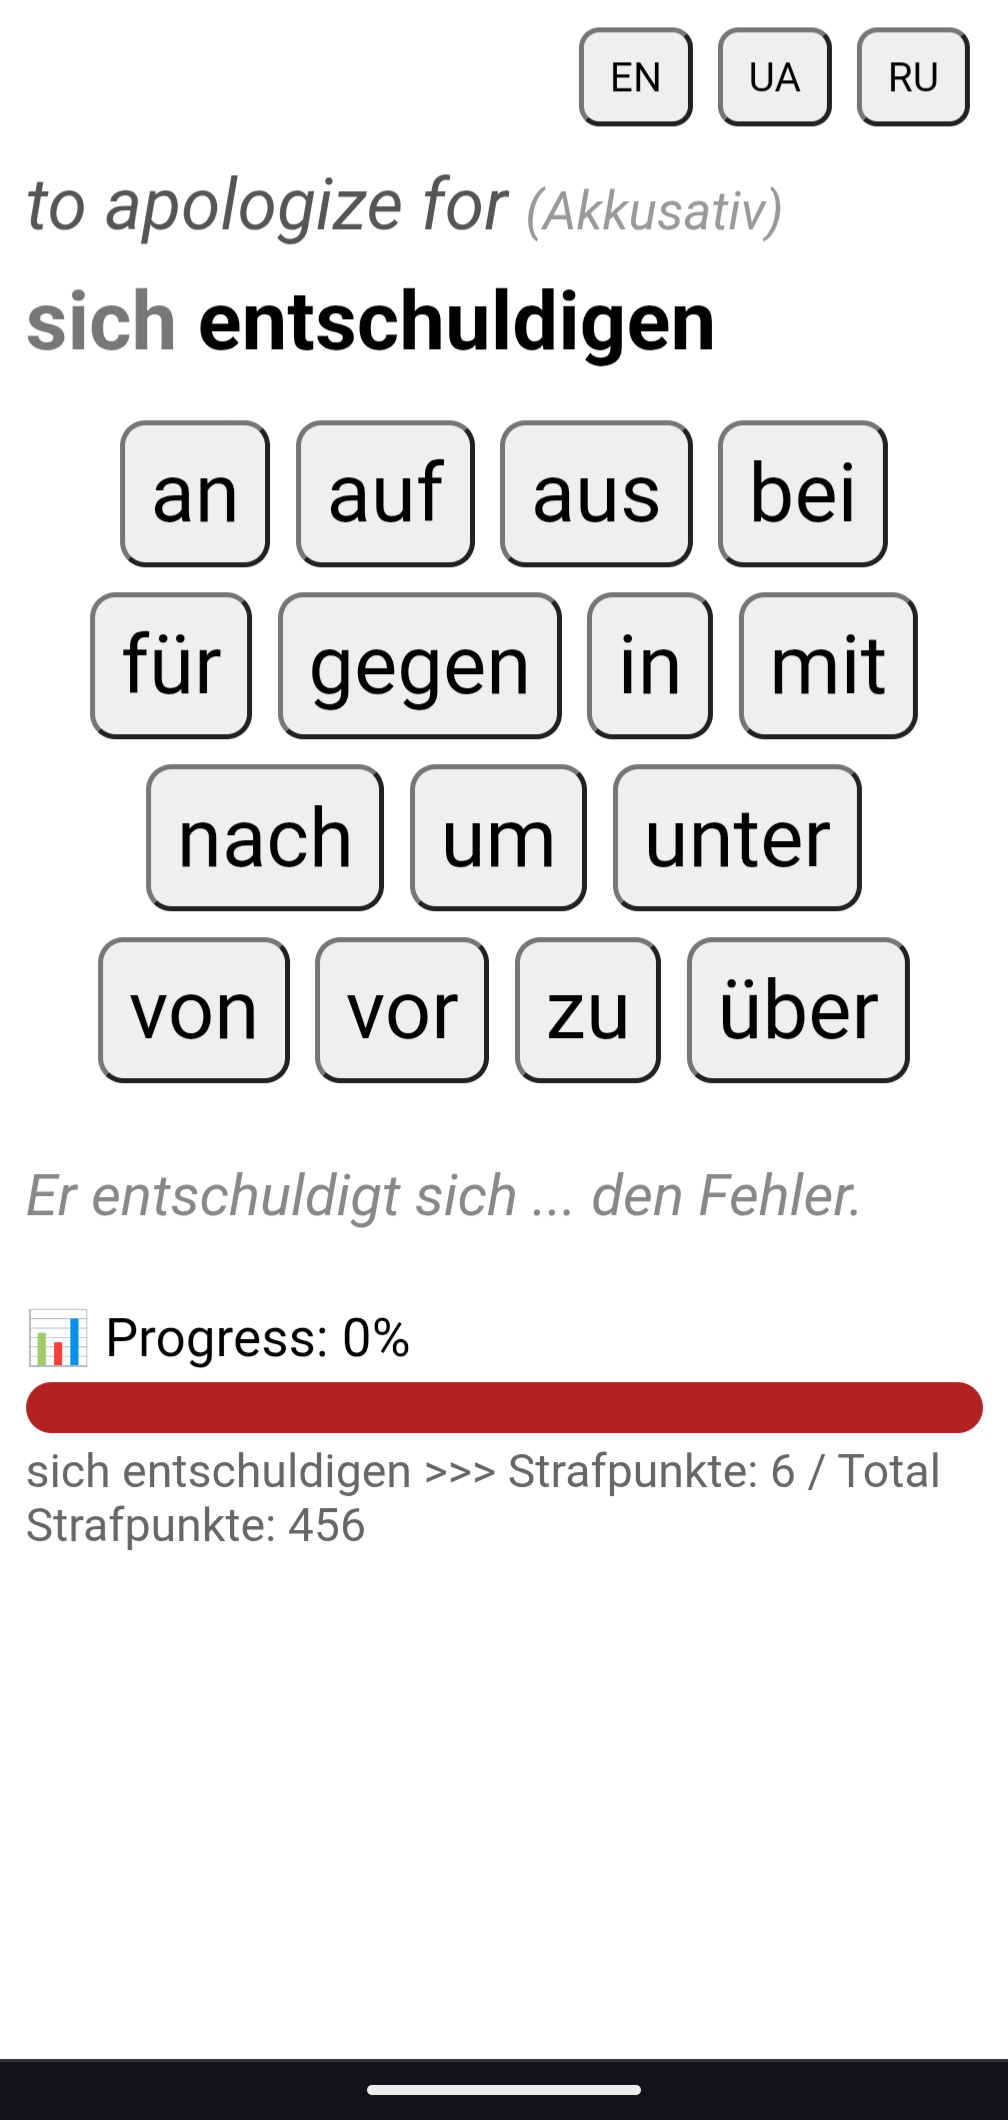 EN UA RU
to apologize for (Akkusativ)
sich entschuldigen
an auf aus bei
für gegen in mit
nach um unter
von vor zu über
Er entschuldigt sich ... den Fehler.
Progress: 0%
sich entschuldigen >>> Strafpunkte: 6 / Total
Strafpunkte: 456